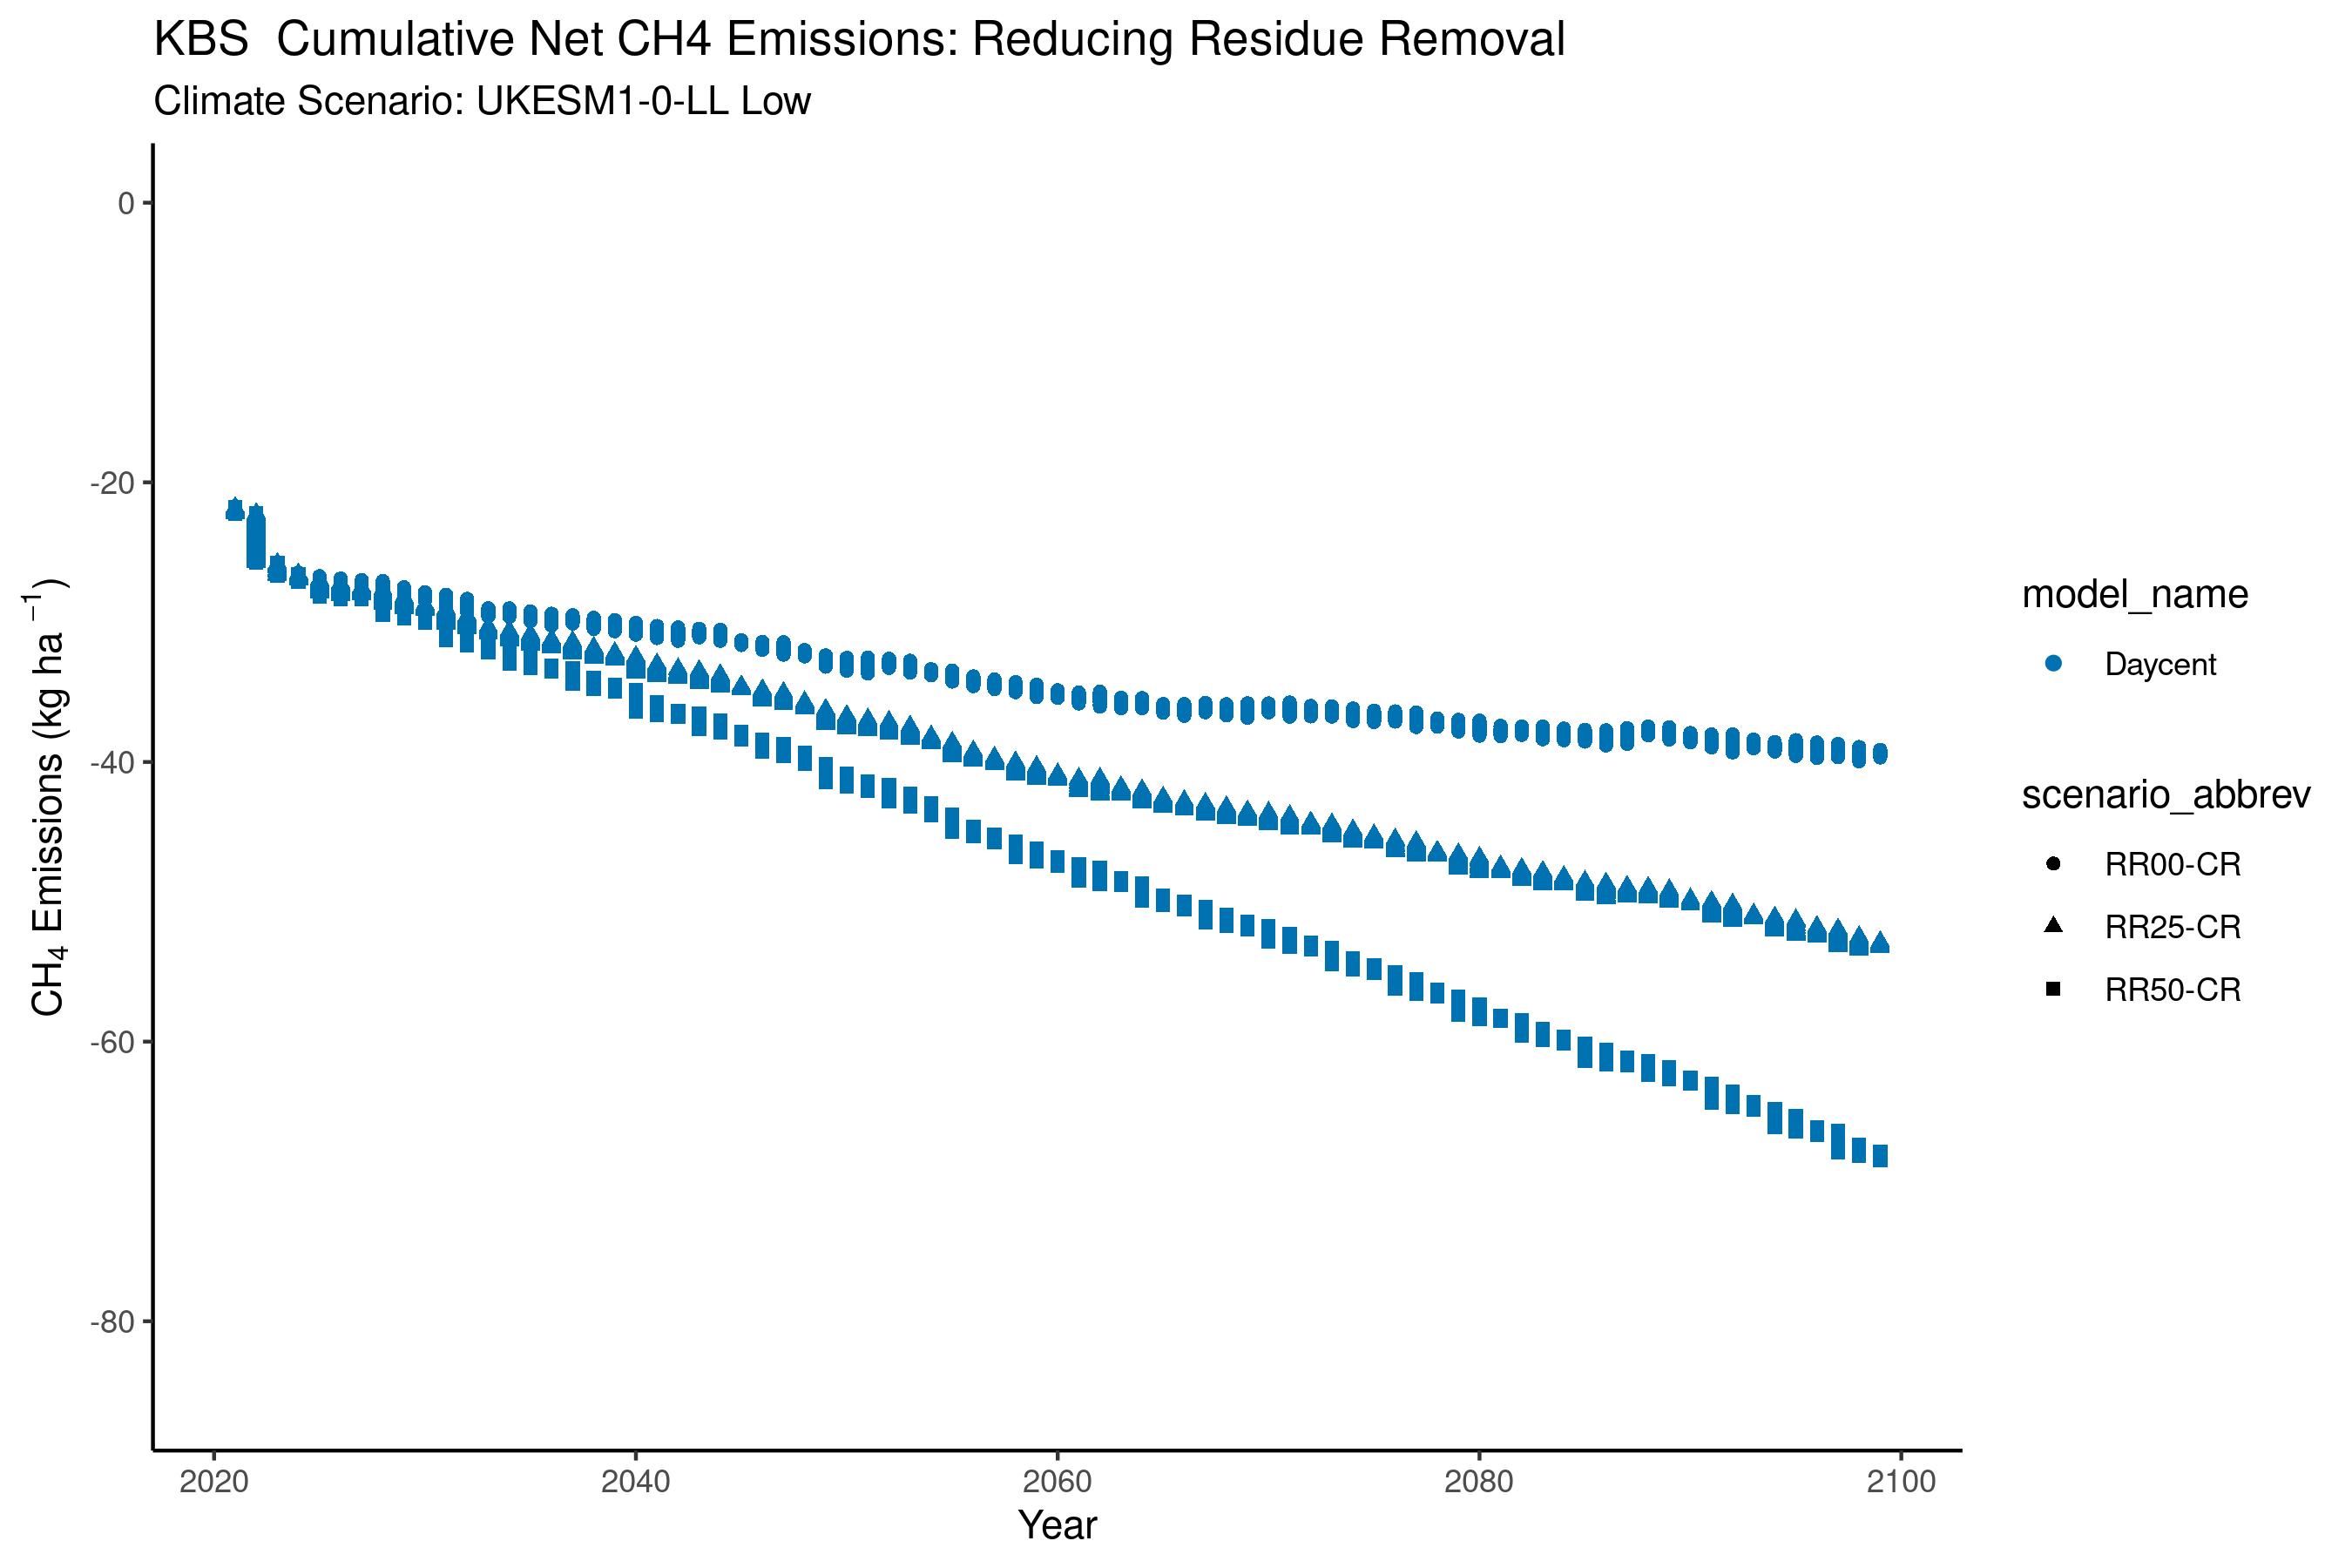 KBS  Cumulative Net CH4 Emissions: Reducing Residue Removal
Climate Scenario: UKESM1-0-LL Low
0
-20
-40
-60
-80
CH₄ Emissions (kg ha ⁻¹)
2020 2040 2060 2080 2100
Year
model_name
Daycent
scenario_abbrev
RR00-CR
RR25-CR
RR50-CR